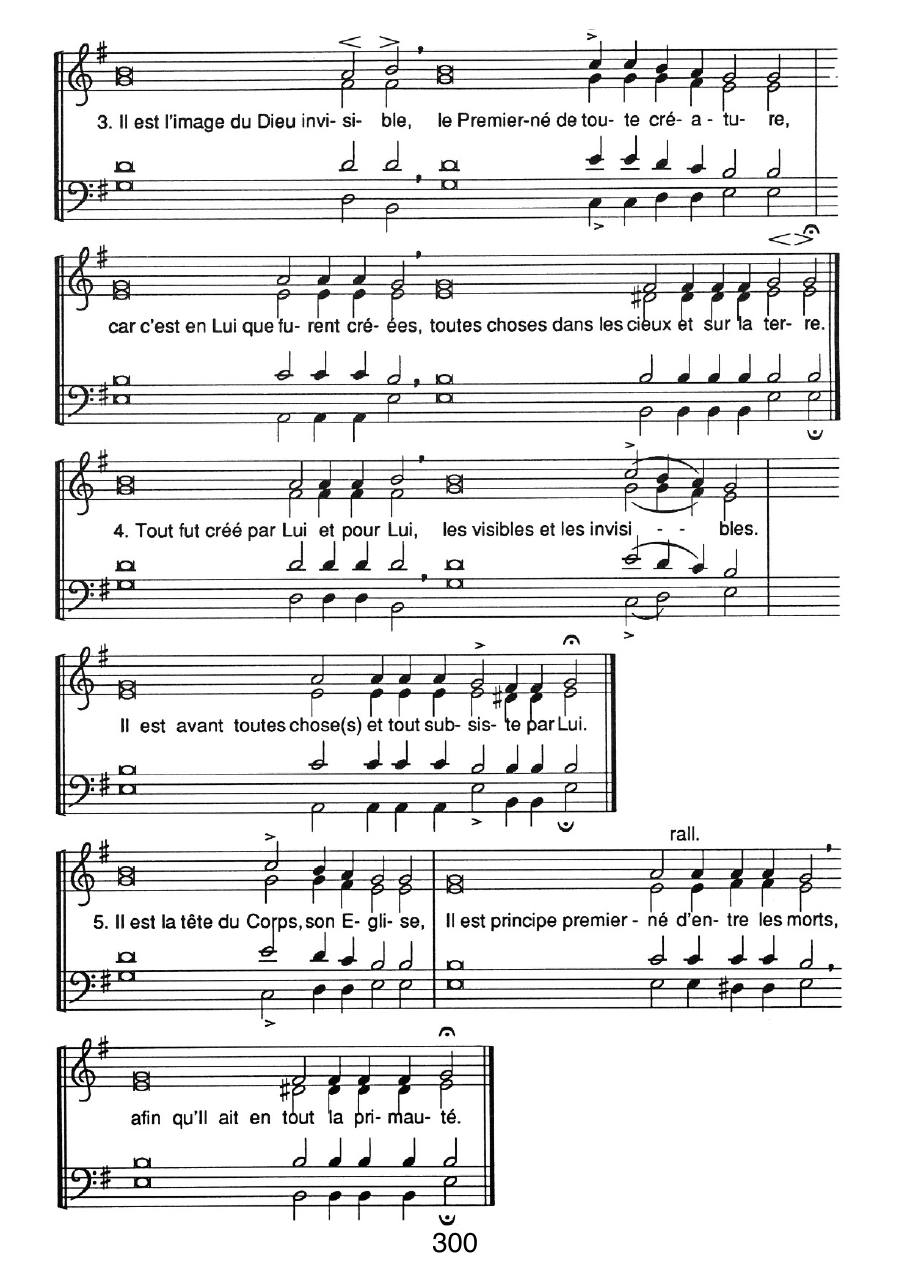 3. Il est l'image du Dieu invi- si- ble, le Premier-né de tou- te cré- a - tu- re,
car c'est en Lui que fu- rent cré- ées, toutes choses dans les cieux et sur la ter- re.
4. Tout fut créé par Lui et pour Lui, les visibles et les invisi - - bles.
Il est avant toutes chose(s) et tout sub- sis- te par Lui.
rall.
5. Il est la tête du Corps, son E- gli- se, Il est principe premier - né d'en- tre les morts,
afin qu'Il ait en tout la pri- mau- té.
300